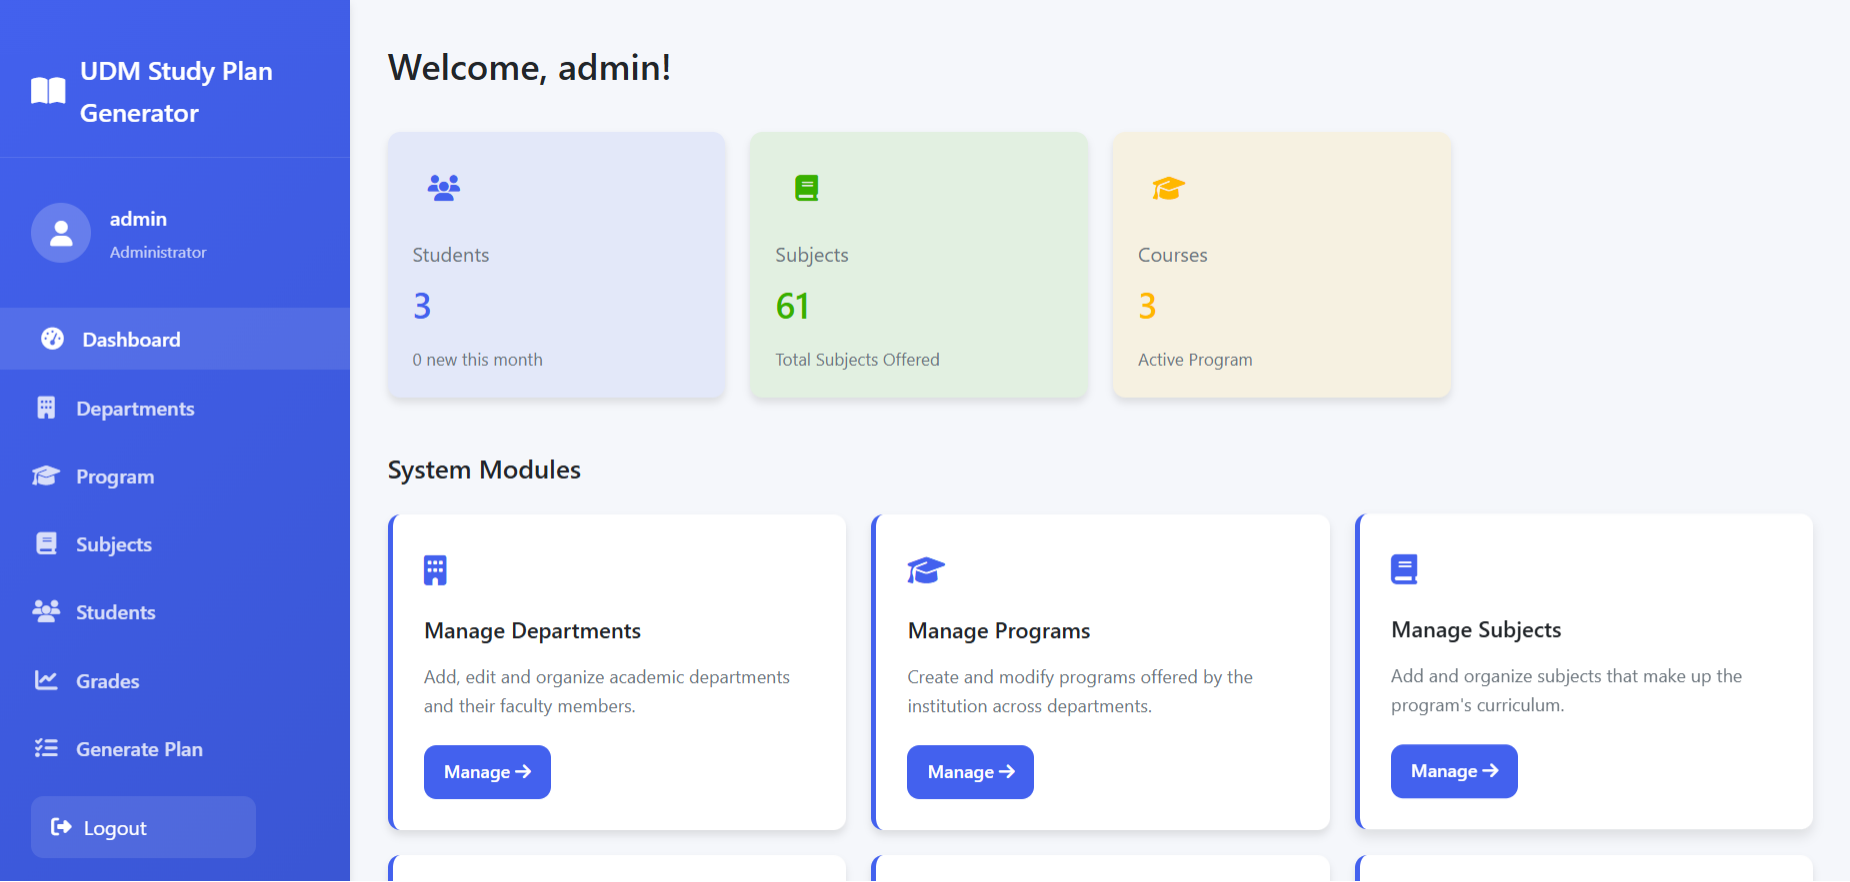 UDM Study Plan
Generator
admin
Administrator
Dashboard
Departments
Program
Subjects
Students
Grades
Generate Plan
Logout
Welcome, admin!
Students
3
0 new this month
Subjects
61
Total Subjects Offered
Courses
3
Active Program
System Modules
Manage Departments
Add, edit and organize academic departments
and their faculty members.
Manage
Manage Programs
Create and modify programs offered by the
institution across departments.
Manage
Manage Subjects
Add and organize subjects that make up the
program's curriculum.
Manage